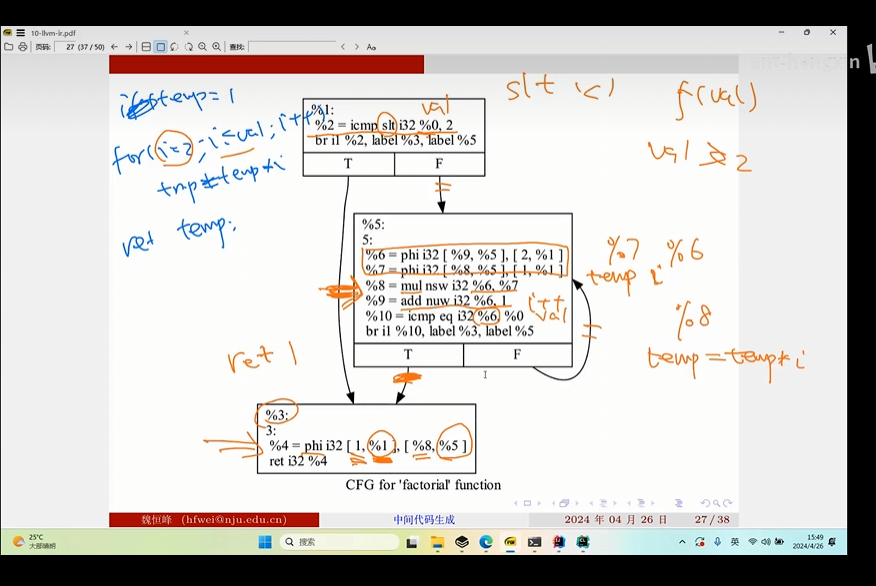 10-llvm-ir.pdf
页码: 27 (37 / 50)
查找:
Aa
temp = 1
for(i=2; i≤val; i++)
tmp = temp*i
ret temp;
val
slt <
f(val)
val ≥ 2
%1:
%2 = icmp slt i32 %0, 2
br i1 %2, label %3, label %5
T F
%5:
5:
%6 = phi i32 [ %9, %5 ], [ 2, %1 ]
%7 = phi i32 [ %8, %5 ], [ 1, %1 ]
%8 = mul nsw i32 %6, %7
%9 = add nuw i32 %6, 1
%10 = icmp eq i32 %6, %0
br i1 %10, label %3, label %5
T F
i++
val
%7 %6
temp i
%8
temp = temp * i
ret 1
%3:
3:
%4 = phi i32 [ 1, %1 ], [ %8, %5 ]
ret i32 %4
CFG for 'factorial' function
魏恒峰 (hfwei@nju.edu.cn) 中间代码生成 2024 年 04 月 26 日 27 / 38
25°C
大部晴朗
搜索
英
15:49
2024/4/26